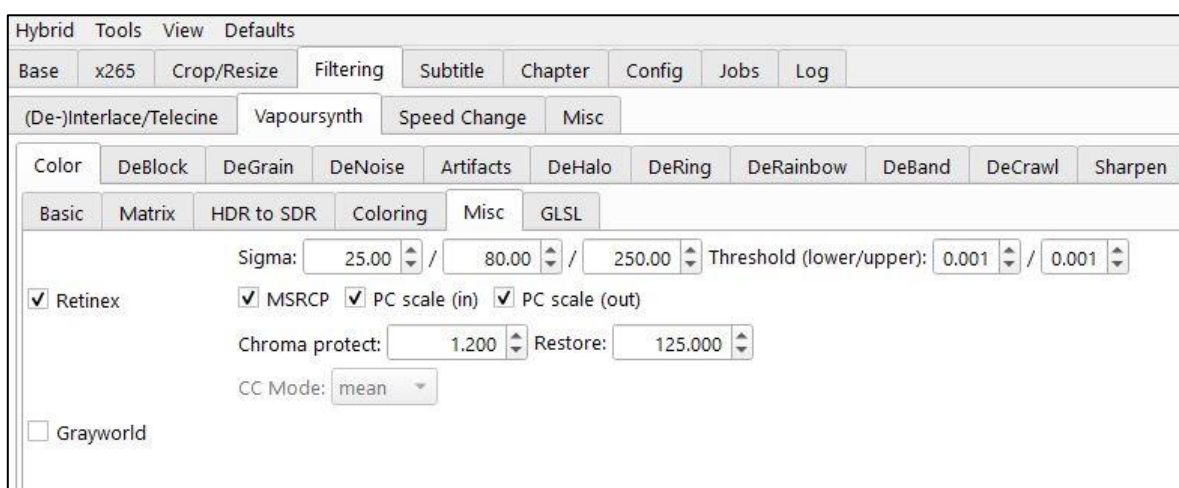 Hybrid Tools View Defaults
Base x265 Crop/Resize Filtering Subtitle Chapter Config Jobs Log
(De-)Interlace/Telecine Vapoursynth Speed Change Misc
Color DeBlock DeGrain DeNoise Artifacts DeHalo DeRing DeRainbow DeBand DeCrawl Sharpen
Basic Matrix HDR to SDR Coloring Misc GLSL
Sigma: 25.00 / 80.00 / 250.00 Threshold (lower/upper): 0.001 / 0.001
Retinex MSRCP PC scale (in) PC scale (out)
Chroma protect: 1.200 Restore: 125.000
CC Mode: mean
Grayworld